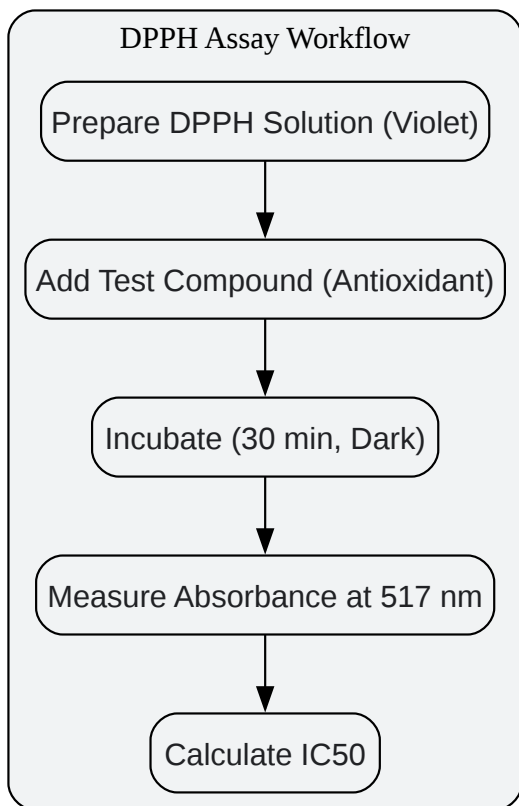 DPPH Assay Workflow
Prepare DPPH Solution (Violet)
Add Test Compound (Antioxidant)
Incubate (30 min, Dark)
Measure Absorbance at 517 nm
Calculate IC50